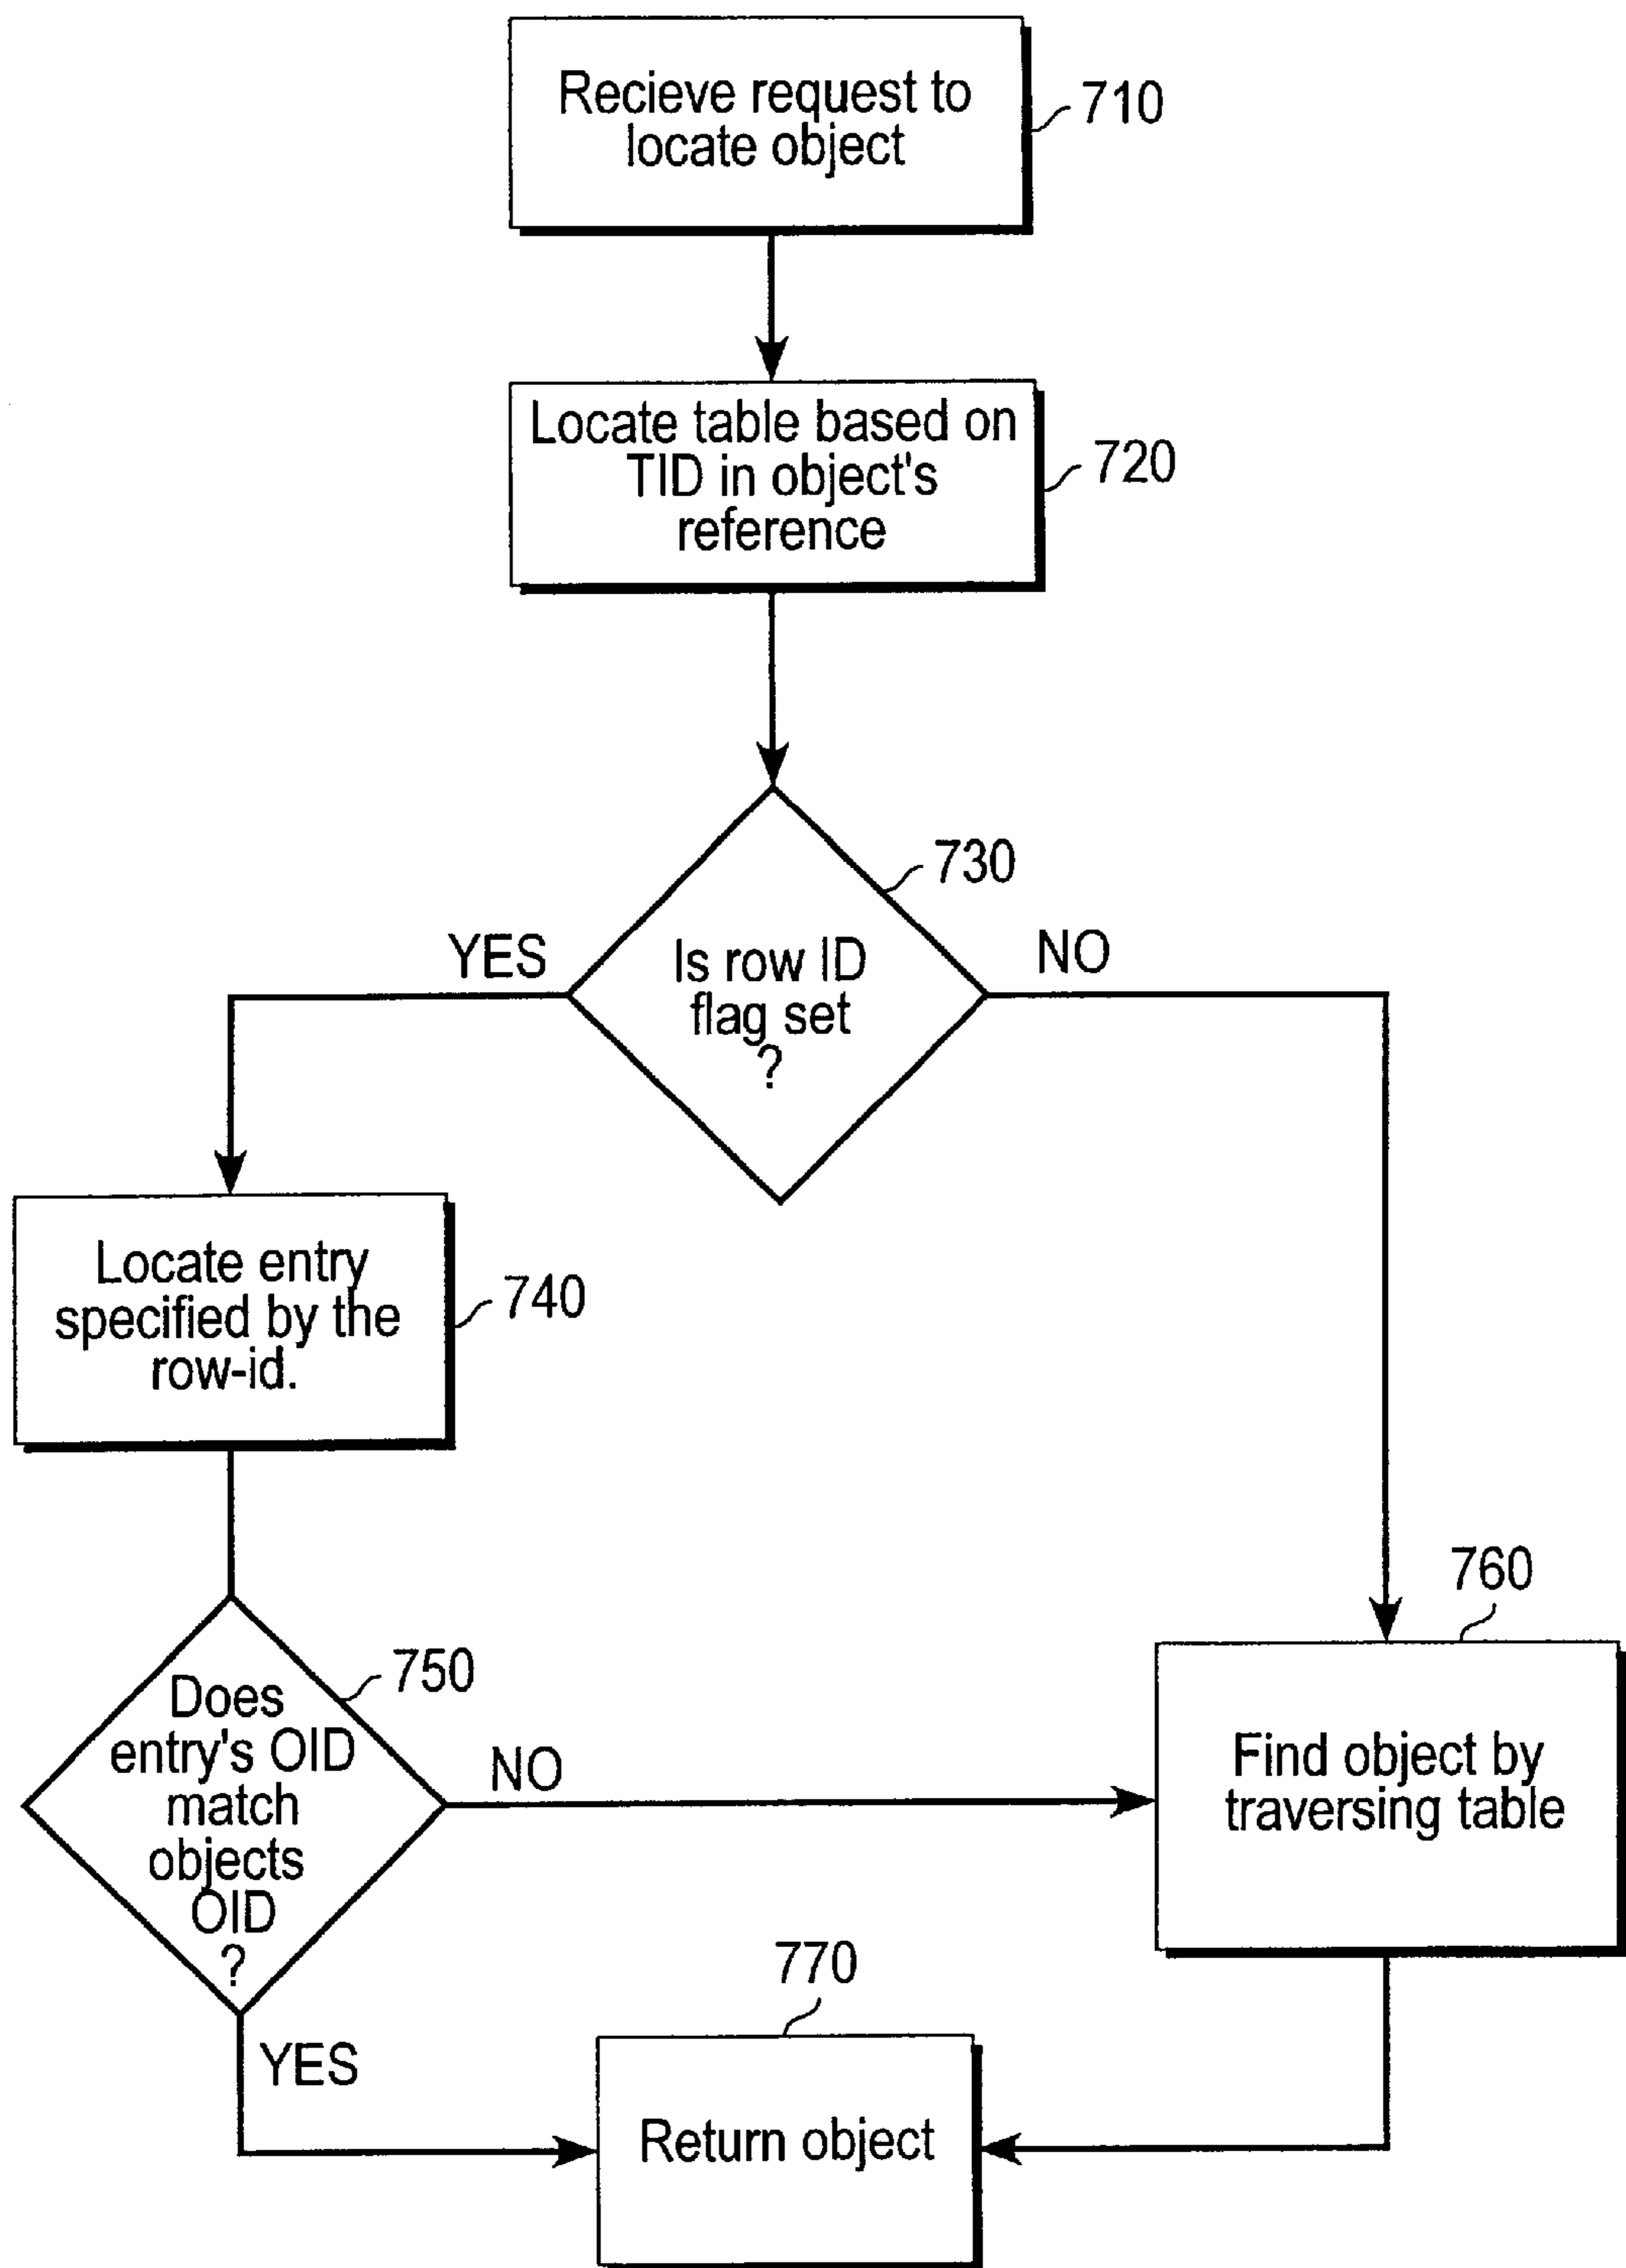 Recieve request to
locate object
710
Locate table based on
TID in object's
reference
720
730
YES
Is row ID
flag set
?
NO
Locate entry
specified by the
row-id.
740
750
Does
entry's OID
match
objects
OID
?
NO
760
Find object by
traversing table
YES
770
Return object